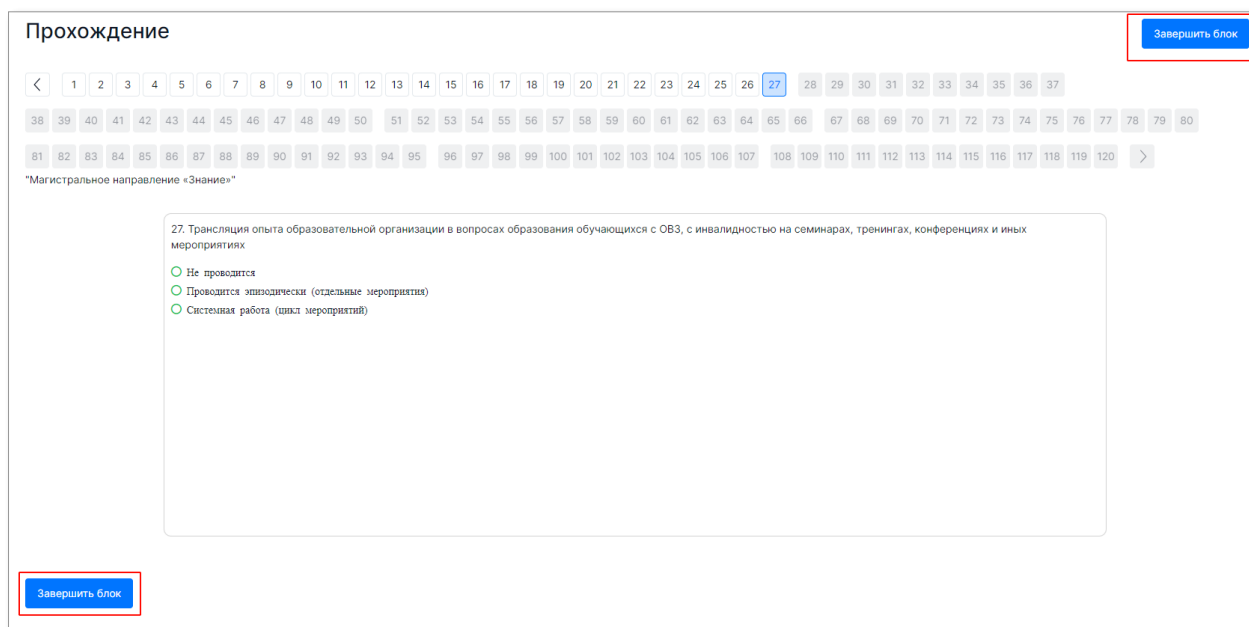 Прохождение
Завершить блок
1 2 3 4 5 6 7 8 9 10 11 12 13 14 15 16 17 18 19 20 21 22 23 24 25 26 27 28 29 30 31 32 33 34 35 36 37
38 39 40 41 42 43 44 45 46 47 48 49 50 51 52 53 54 55 56 57 58 59 60 61 62 63 64 65 66 67 68 69 70 71 72 73 74 75 76 77 78 79 80
81 82 83 84 85 86 87 88 89 90 91 92 93 94 95 96 97 98 99 100 101 102 103 104 105 106 107 108 109 110 111 112 113 114 115 116 117 118 119 120
"Магистральное направление «Знание»"
27. Трансляция опыта образовательной организации в вопросах образования обучающихся с ОВЗ, с инвалидностью на семинарах, тренингах, конференциях и иных
мероприятиях
Не проводится
Проводится эпизодически (отдельные мероприятия)
Системная работа (цикл мероприятий)
Завершить блок